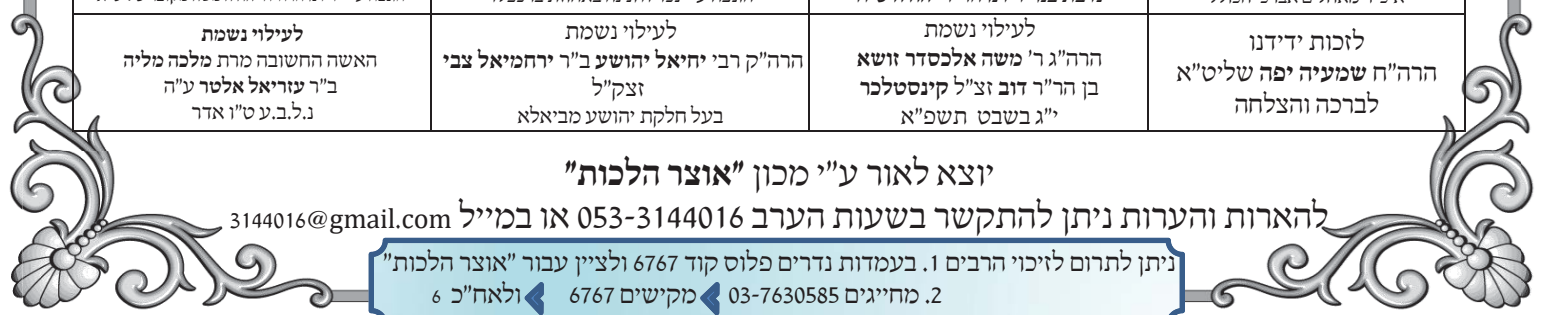 לזכות ידידנו
הרה"ח שמעיה יפה שליט"א
לברכה והצלחה
לעילוי נשמת
הרה"ג ר' משה אלכסדר זושא
בן הר"ר דוב זצ"ל קינסטלכר
י"ג בשבט תשפ"א
לעילוי נשמת
הרה"ק רבי יחיאל יהושע ב"ר ירחמיאל צבי
זצק"ל
בעל חלקת יהושע מביאלא
לעילוי נשמת
האשה החשובה מרת מלכה מליה
ב"ר עזריאל אלטר ע"ה
נ.ל.ב.ע ט"ו אדר
יוצא לאור ע"י מכון "אוצר הלכות"
להארות והערות ניתן להתקשר בשעות הערב 053-3144016 או במייל 3144016@gmail.com
ניתן לתרום לזיכוי הרבים 1. בעמדות נדרים פלוס קוד 6767 ולציין עבור "אוצר הלכות"
2. מחייגים 03-7630585 מקישים 6767 ולאח"כ 6